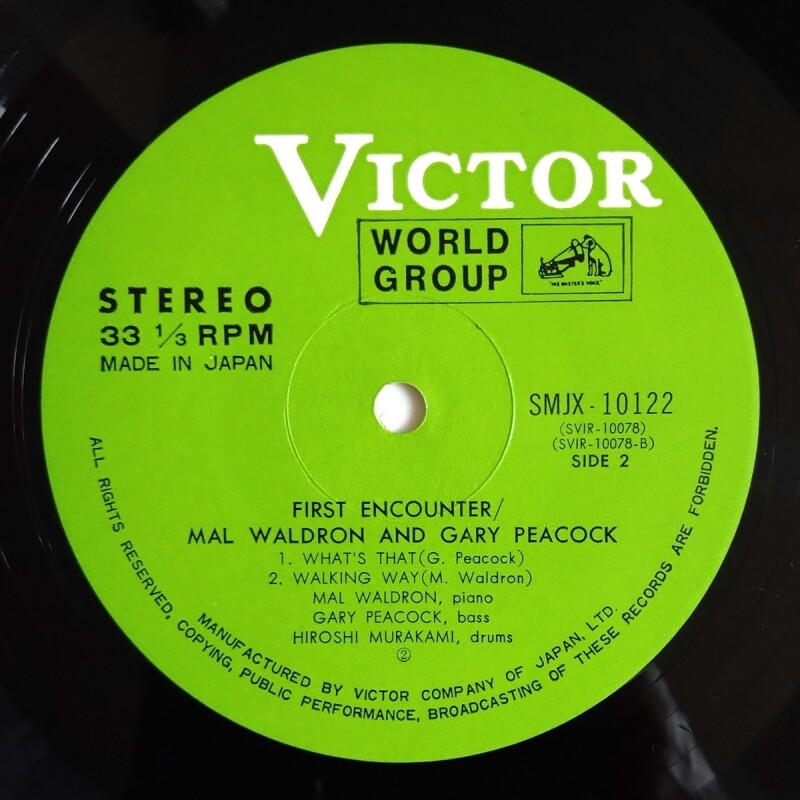 VICTOR
WORLD
GROUP
"HIS MASTER'S VOICE"
STEREO
33 1/3 RPM
MADE IN JAPAN
SMJX-10122
(SVIR-10078)
(SVIR-10078-B)
SIDE 2
FIRST ENCOUNTER/
MAL WALDRON AND GARY PEACOCK
1. WHAT'S THAT(G. Peacock)
2. WALKING WAY(M. Waldron)
MAL WALDRON, piano
GARY PEACOCK, bass
HIROSHI MURAKAMI, drums
②
MANUFACTURED BY VICTOR COMPANY OF JAPAN, LTD.
ALL RIGHTS RESERVED, COPYING, PUBLIC PERFORMANCE, BROADCASTING OF THESE RECORDS ARE FORBIDDEN.